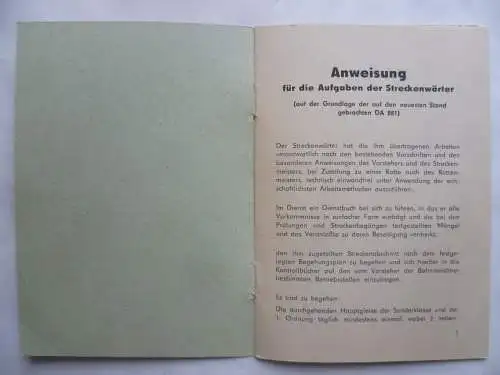 Anweisung
für die Aufgaben der Streckenwärter
(auf der Grundlage der auf den neuesten Stand
gebrachten DA 881)
Der Streckenwärter hat die ihm übertragenen Arbeiten
verantwortlich nach den bestehenden Vorschriften und den
besonderen Anweisungen des Vorstehers und des Strecken-
meisters, bei Zuteilung zu einer Rotte auch des Rotten-
meisters, technisch einwandfrei unter Anwendung der
schaftlichsten Arbeitsmethoden auszuführen.
Im Dienst ein Dienstbuch bei sich zu führen, in das er alle
Vorkommnisse in einfacher Form einträgt und die bei den
Prüfungen und Streckenbegängen festgestellten Mängel
und das Veranlaßte zu deren Beseitigung vermerkt.
den ihm zugeteilten Streckenabschnitt nach dem festge-
legten Begehungsplan zu begehen und sich hierbei in die
Kontrollbücher auf den vom Vorsteher der Bahnmeisterei
bestimmten Betriebsstellen einzutragen.
Es sind zu begehen:
Die durchgehenden Hauptgleise der Sonderklasse und der
1. Ordnung täglich mindestens einmal, wobei
1